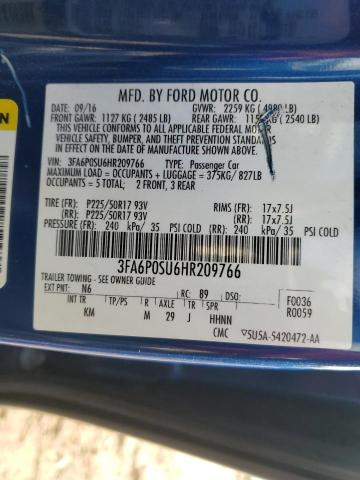 MFD. BY FORD MOTOR CO.
DATE: 09/16 GVWR: 2259 KG (4980 LB)
FRONT GAWR: 1127 KG (2485 LB) REAR GAWR: KG (2540 LB)
THIS VEHICLE CONFORMS TO ALL APPLICABLE FEDERAL MOTOR
VEHICLE SAFETY, BUMPER, AND THEFT PREVENTION STANDARDS IN
EFFECT ON THE DATE OF MANUFACTURE SHOWN ABOVE.
VIN: 3FA6P0SU6HR209766 TYPE: Passenger Car
MAXIMUM LOAD = OCCUPANTS + LUGGAGE = 375KG/ 827LB
OCCUPANTS = 5 TOTAL; 2 FRONT, 3 REAR
TIRE (FR): P225/50R17 93V RIMS (FR): 17x7.5J
(RR): P225/50R17 93V (RR): 17x7.5J
PRESSURE (FR): 240 kPa/ 35 PSI COLD (RR): 240 kPa/ 35 PSI COLD
3FA6P0SU6HR209766
TRAILER TOWING - SEE OWNER GUIDE
EXT PNT: N6 RC: 89 DSO: F0036
INT TR TP/PS R AXLE TR SPR R0059
KM M 29 J HHNN
CMC 5U5A-5420472-AA